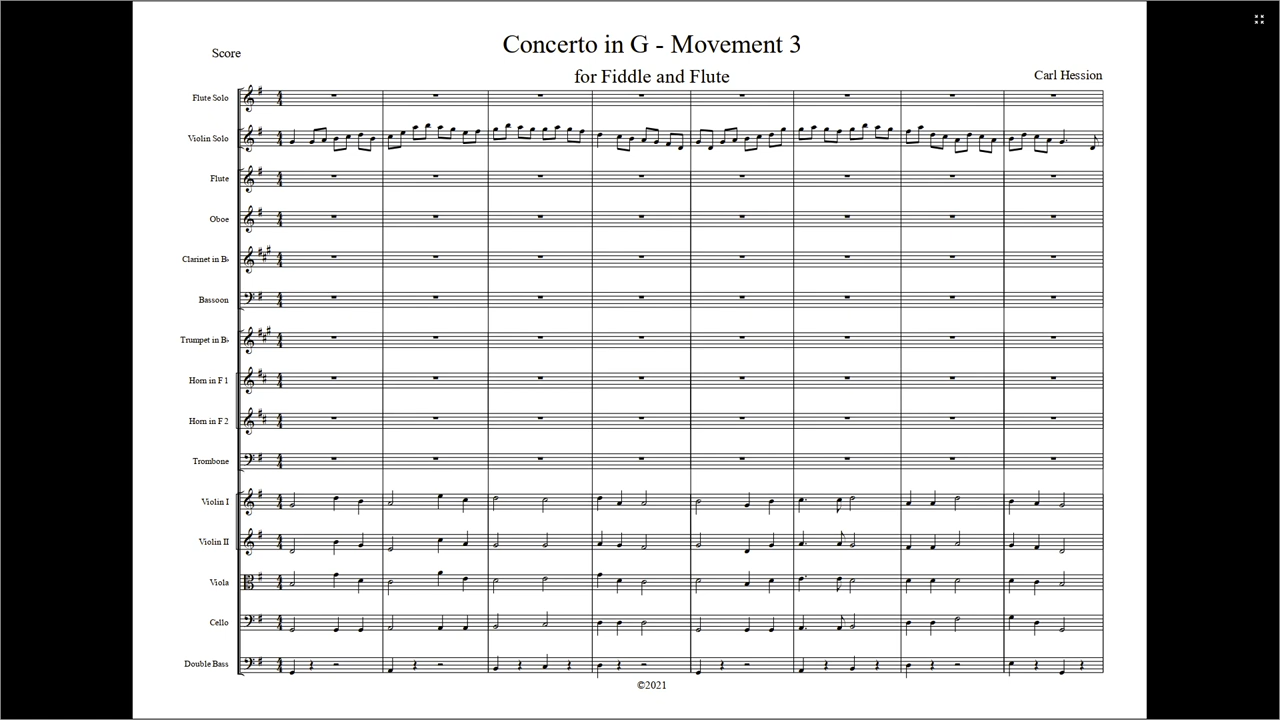 Concerto in G - Movement 3
Score
for Fiddle and Flute
Carl Hession
Flute Solo
Violin Solo
Flute
Oboe
Clarinet in B♭
Bassoon
Trumpet in B♭
Horn in F 1
Horn in F 2
Trombone
Violin I
Violin II
Viola
Cello
Double Bass
©2021